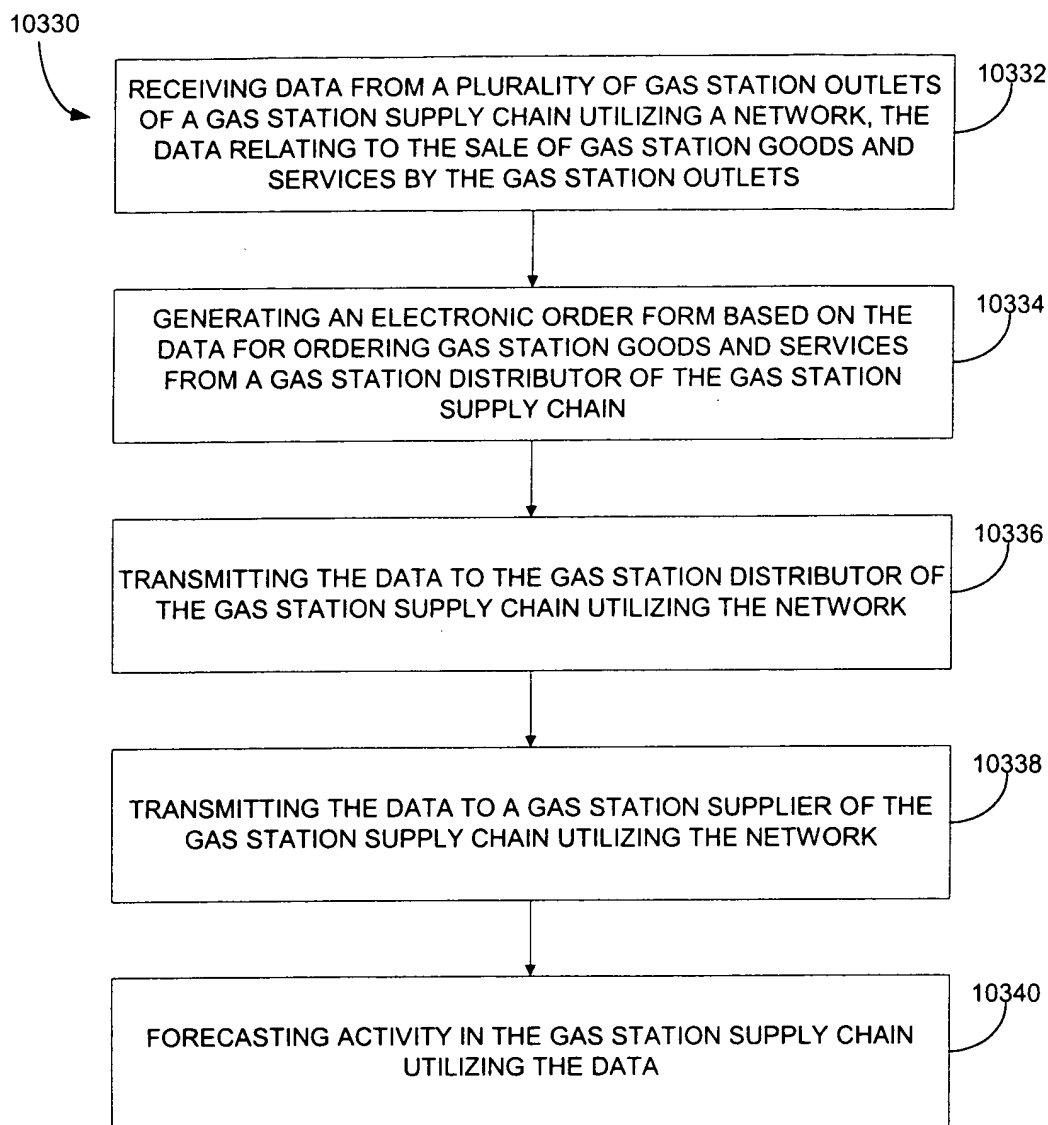 10330
RECEIVING DATA FROM A PLURALITY OF GAS STATION OUTLETS
OF A GAS STATION SUPPLY CHAIN UTILIZING A NETWORK, THE
DATA RELATING TO THE SALE OF GAS STATION GOODS AND
SERVICES BY THE GAS STATION OUTLETS
10332
GENERATING AN ELECTRONIC ORDER FORM BASED ON THE
DATA FOR ORDERING GAS STATION GOODS AND SERVICES
FROM A GAS STATION DISTRIBUTOR OF THE GAS STATION
SUPPLY CHAIN
10334
TRANSMITTING THE DATA TO THE GAS STATION DISTRIBUTOR OF
THE GAS STATION SUPPLY CHAIN UTILIZING THE NETWORK
10336
TRANSMITTING THE DATA TO A GAS STATION SUPPLIER OF THE
GAS STATION SUPPLY CHAIN UTILIZING THE NETWORK
10338
FORECASTING ACTIVITY IN THE GAS STATION SUPPLY CHAIN
UTILIZING THE DATA
10340